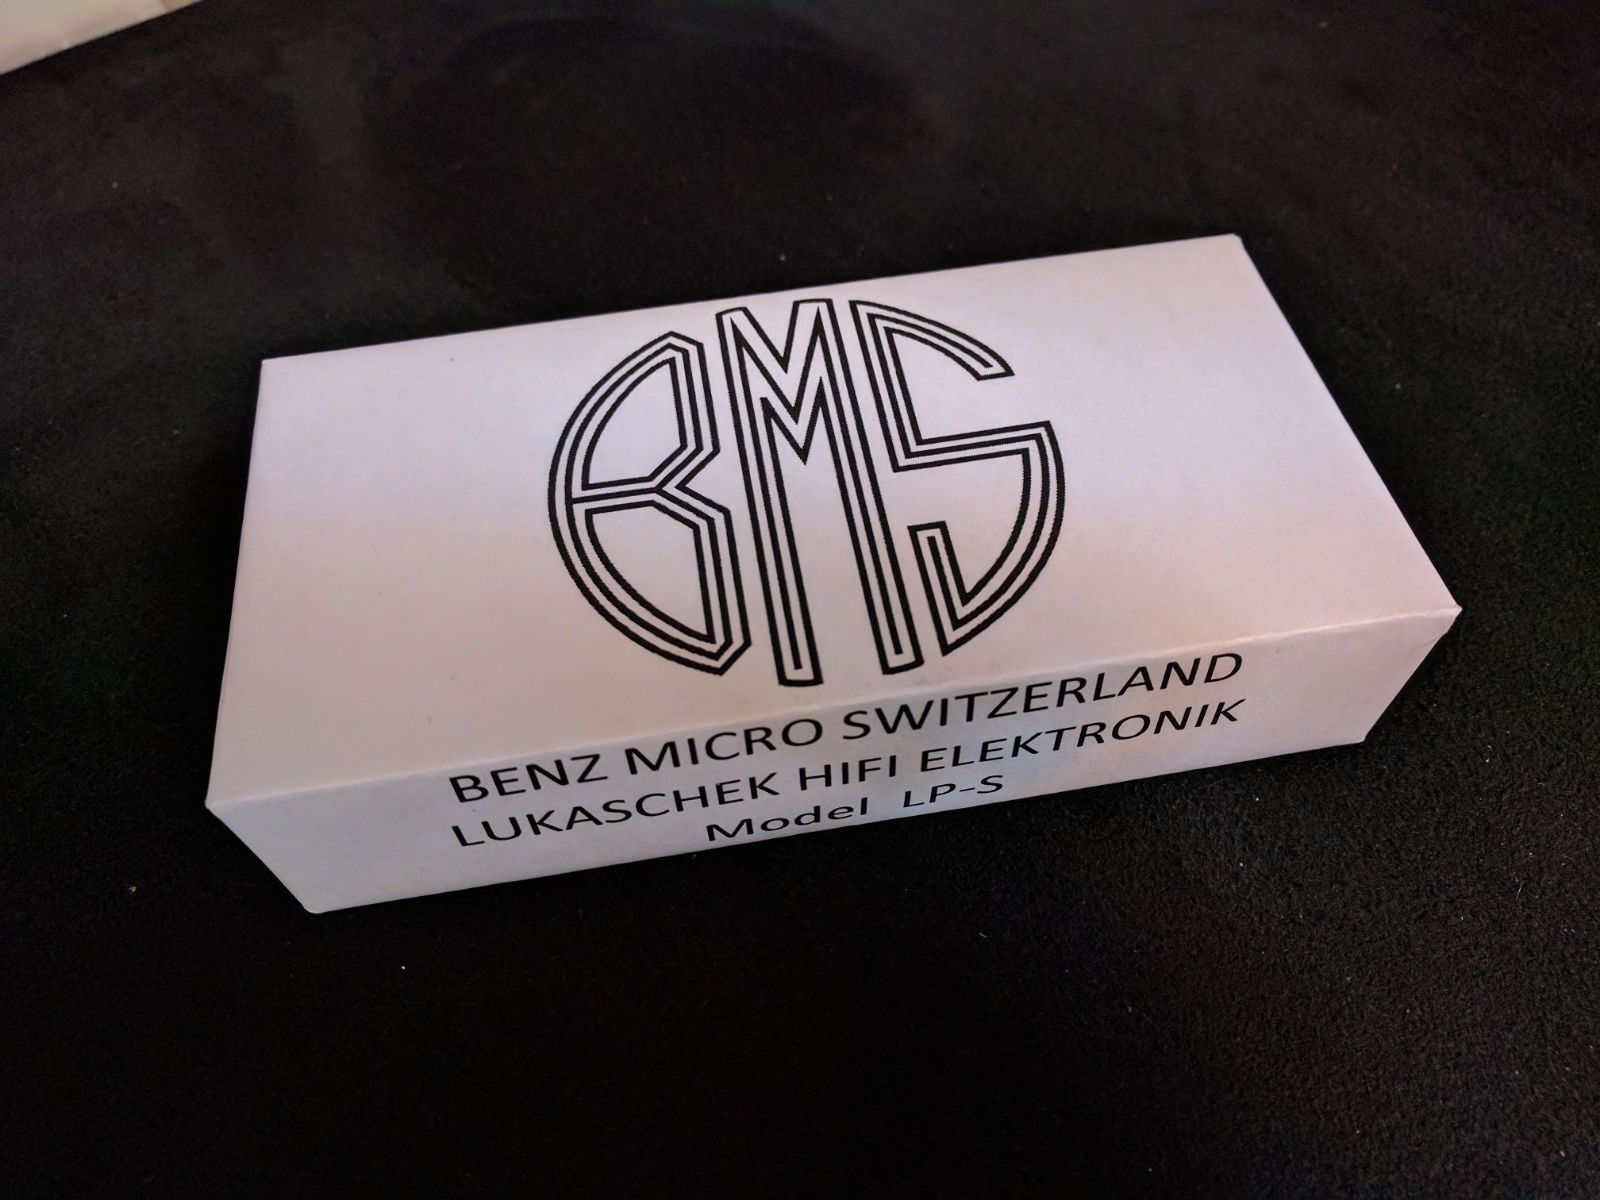 BMS
BENZ MICRO SWITZERLAND
LUKASCHEK HIFI ELEKTRONIK
Model LP-S